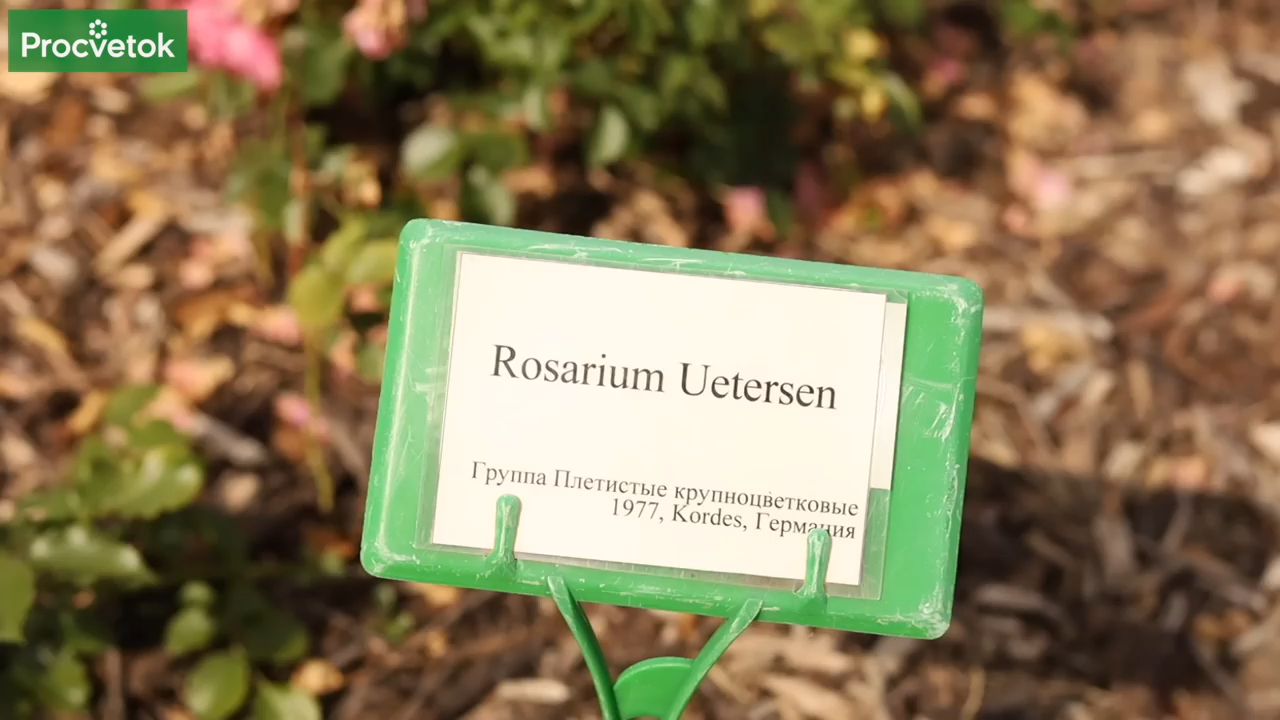 Procvetok
Rosarium Uetersen
Группа Плетистые крупноцветковые
1977, Kordes, Германия